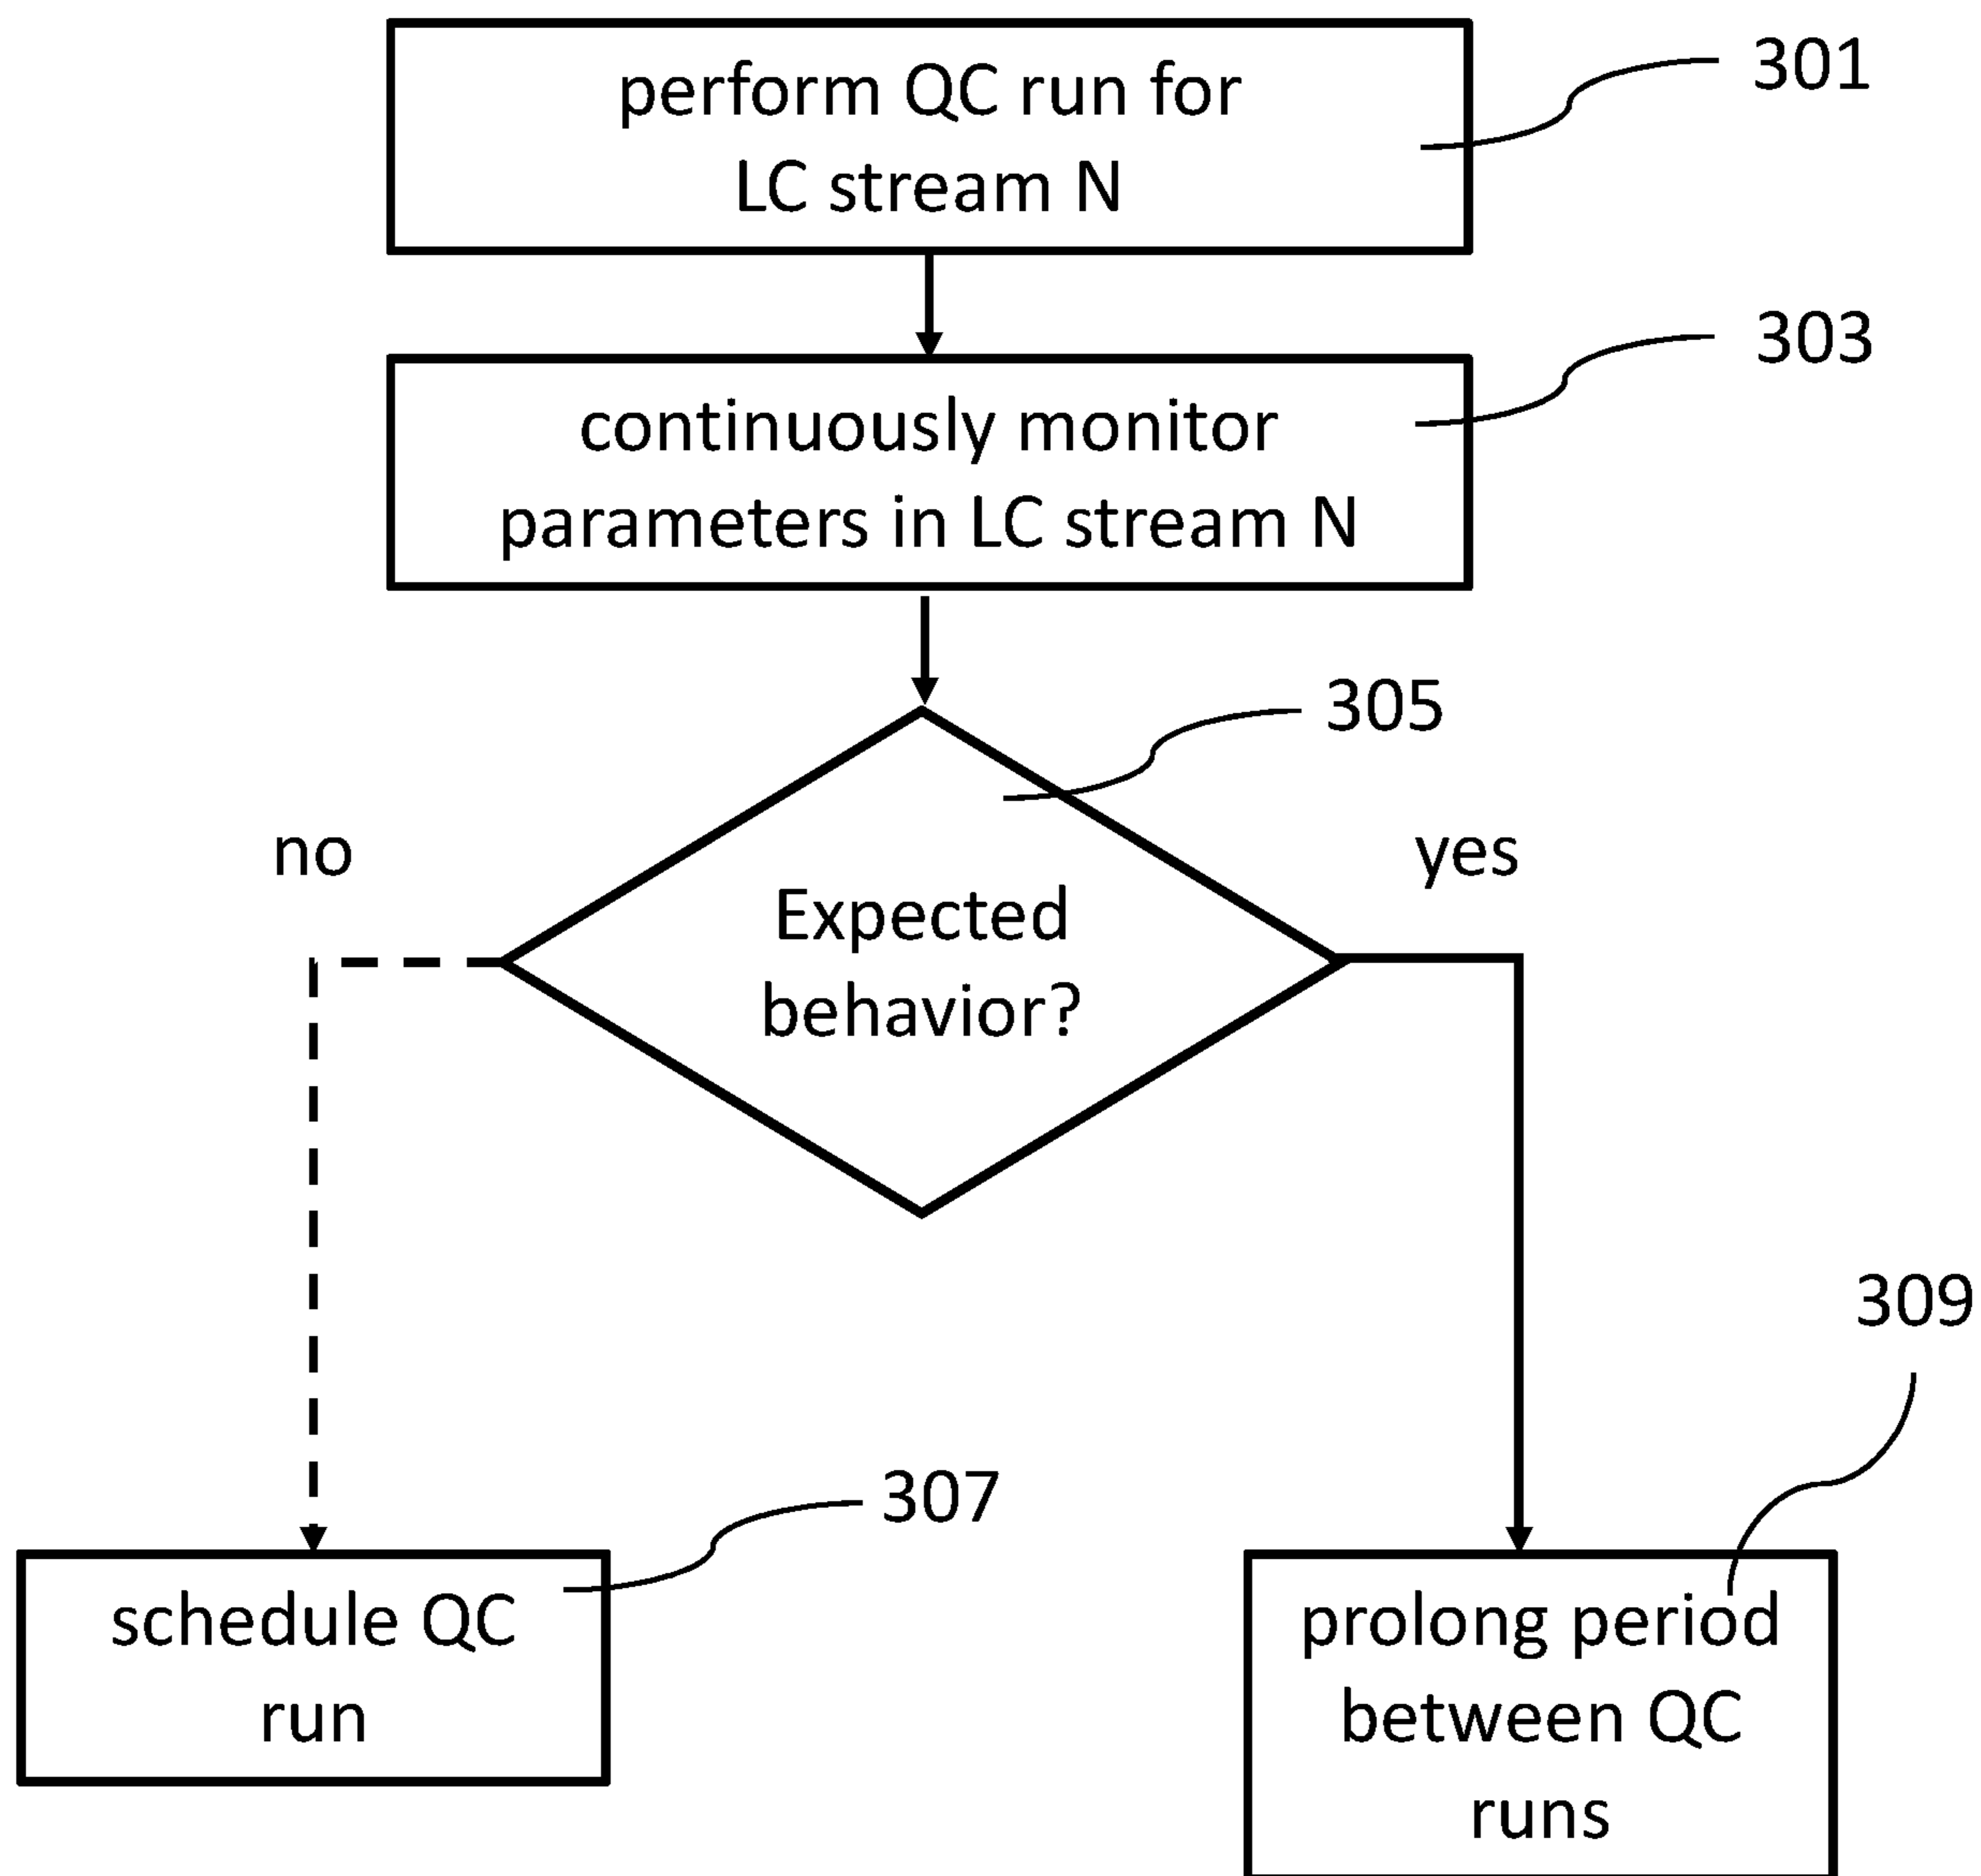 perform QC run for
LC stream N
301
continuously monitor
parameters in LC stream N
303
305
no
yes
Expected
behavior?
309
307
schedule QC
run
prolong period
between QC
runs